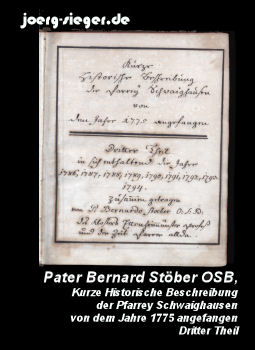 joerg-sieger.de
Kurze
Historische Beschreibung
der Pfarrey Schwaighausen
von
dem Jahre 1775 angefangen
Dritter Theil
in sich enthaltend die Jahre
1786, 1787, 1788, 1789, 1790, 1791, 1792, 1793
1794.
Zusamm getragen
von P. Bernardo Stoeber O.S.B.
Pater Bernard Stöber OSB,
Kurze Historische Beschreibung
der Pfarrey Schwaighausen
von dem Jahre 1775 angefangen
Dritter Theil